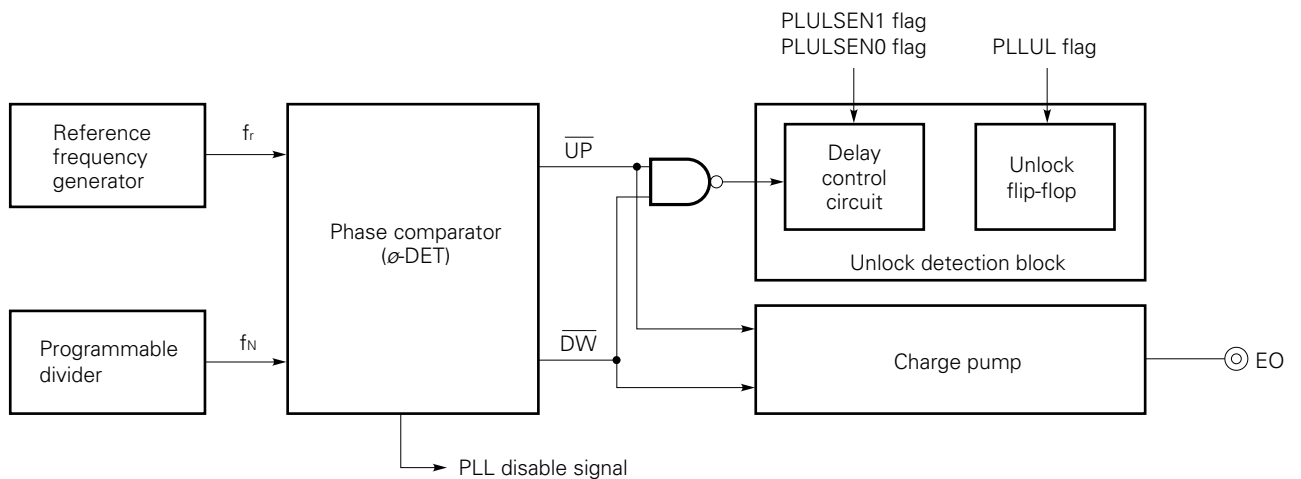 PLULSEN1 flag
PLULSEN0 flag
PLLUL flag
Reference
frequency
generator
fr
UP
Delay
control
circuit
Unlock
flip-flop
Phase comparator
(ø-DET)
Unlock detection block
Programmable
divider
fN
DW
Charge pump
EO
PLL disable signal